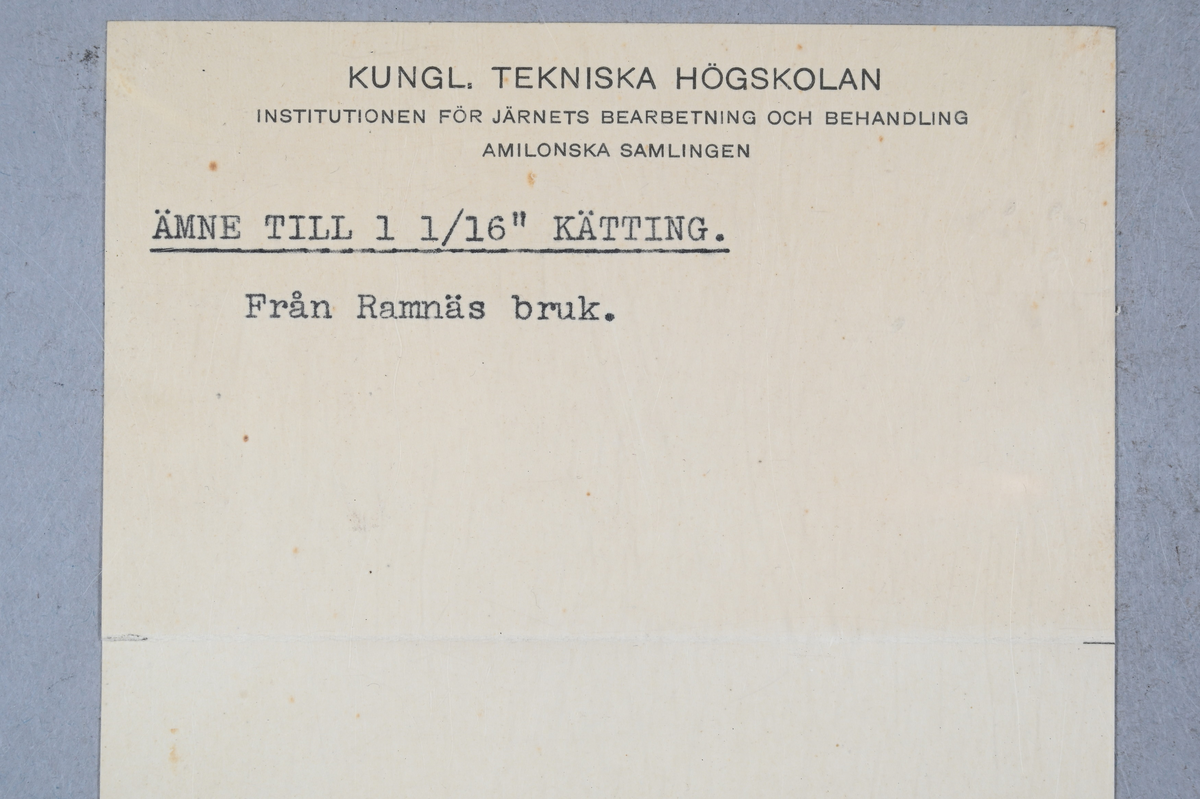 KUNGL. TEKNISKA HÖGSKOLAN
INSTITUTIONEN FÖR JÄRNETS BEARBETNING OCH BEHANDLING
AMILONSKA SAMLINGEN
ÄMNE TILL 1 1/16" KÄTTING.
Från Ramnäs bruk.